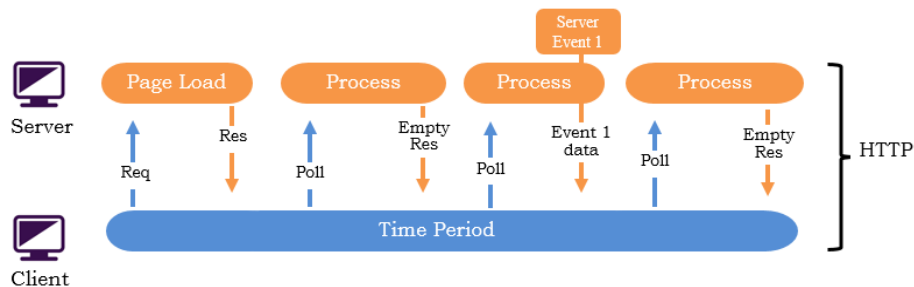 Server
Event 1
Page Load
Process
Process
Process
Server
Res
Empty
Res
Event 1
data
Empty
Res
Req
Poll
Poll
Poll
HTTP
Time Period
Client